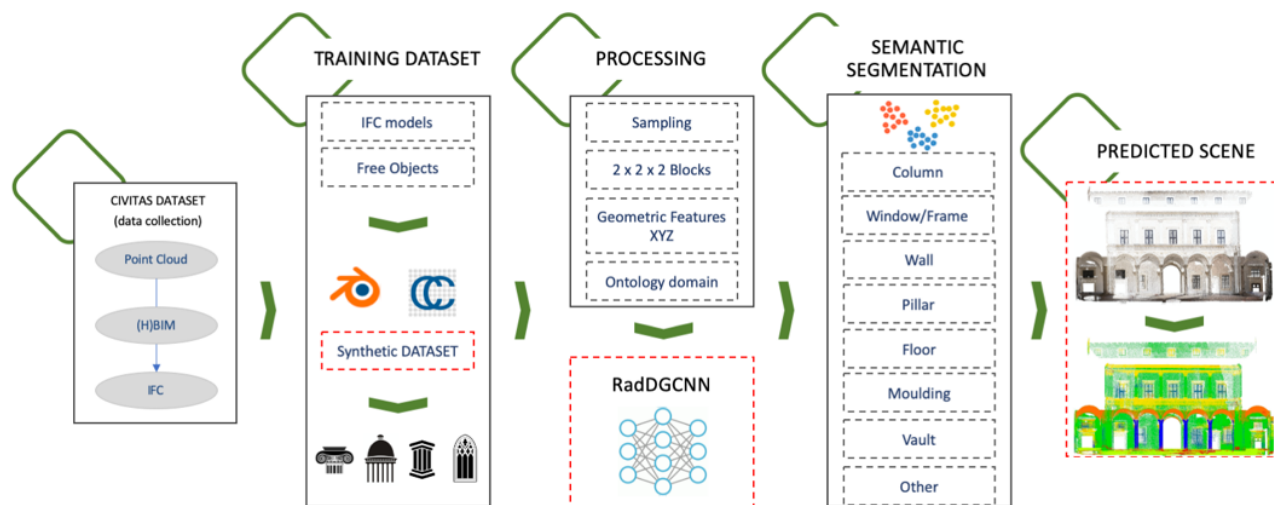 CIVITAS DATASET
(data collection)
Point Cloud
(H)BIM
IFC
TRAINING DATASET
IFC models
Free Objects
CC
Synthetic DATASET
PROCESSING
Sampling
2 x 2 x 2 Blocks
Geometric Features
XYZ
Ontology domain
RadDGCNN
SEMANTIC
SEGMENTATION
Column
Window/Frame
Wall
Pillar
Floor
Moulding
Vault
Other
PREDICTED SCENE